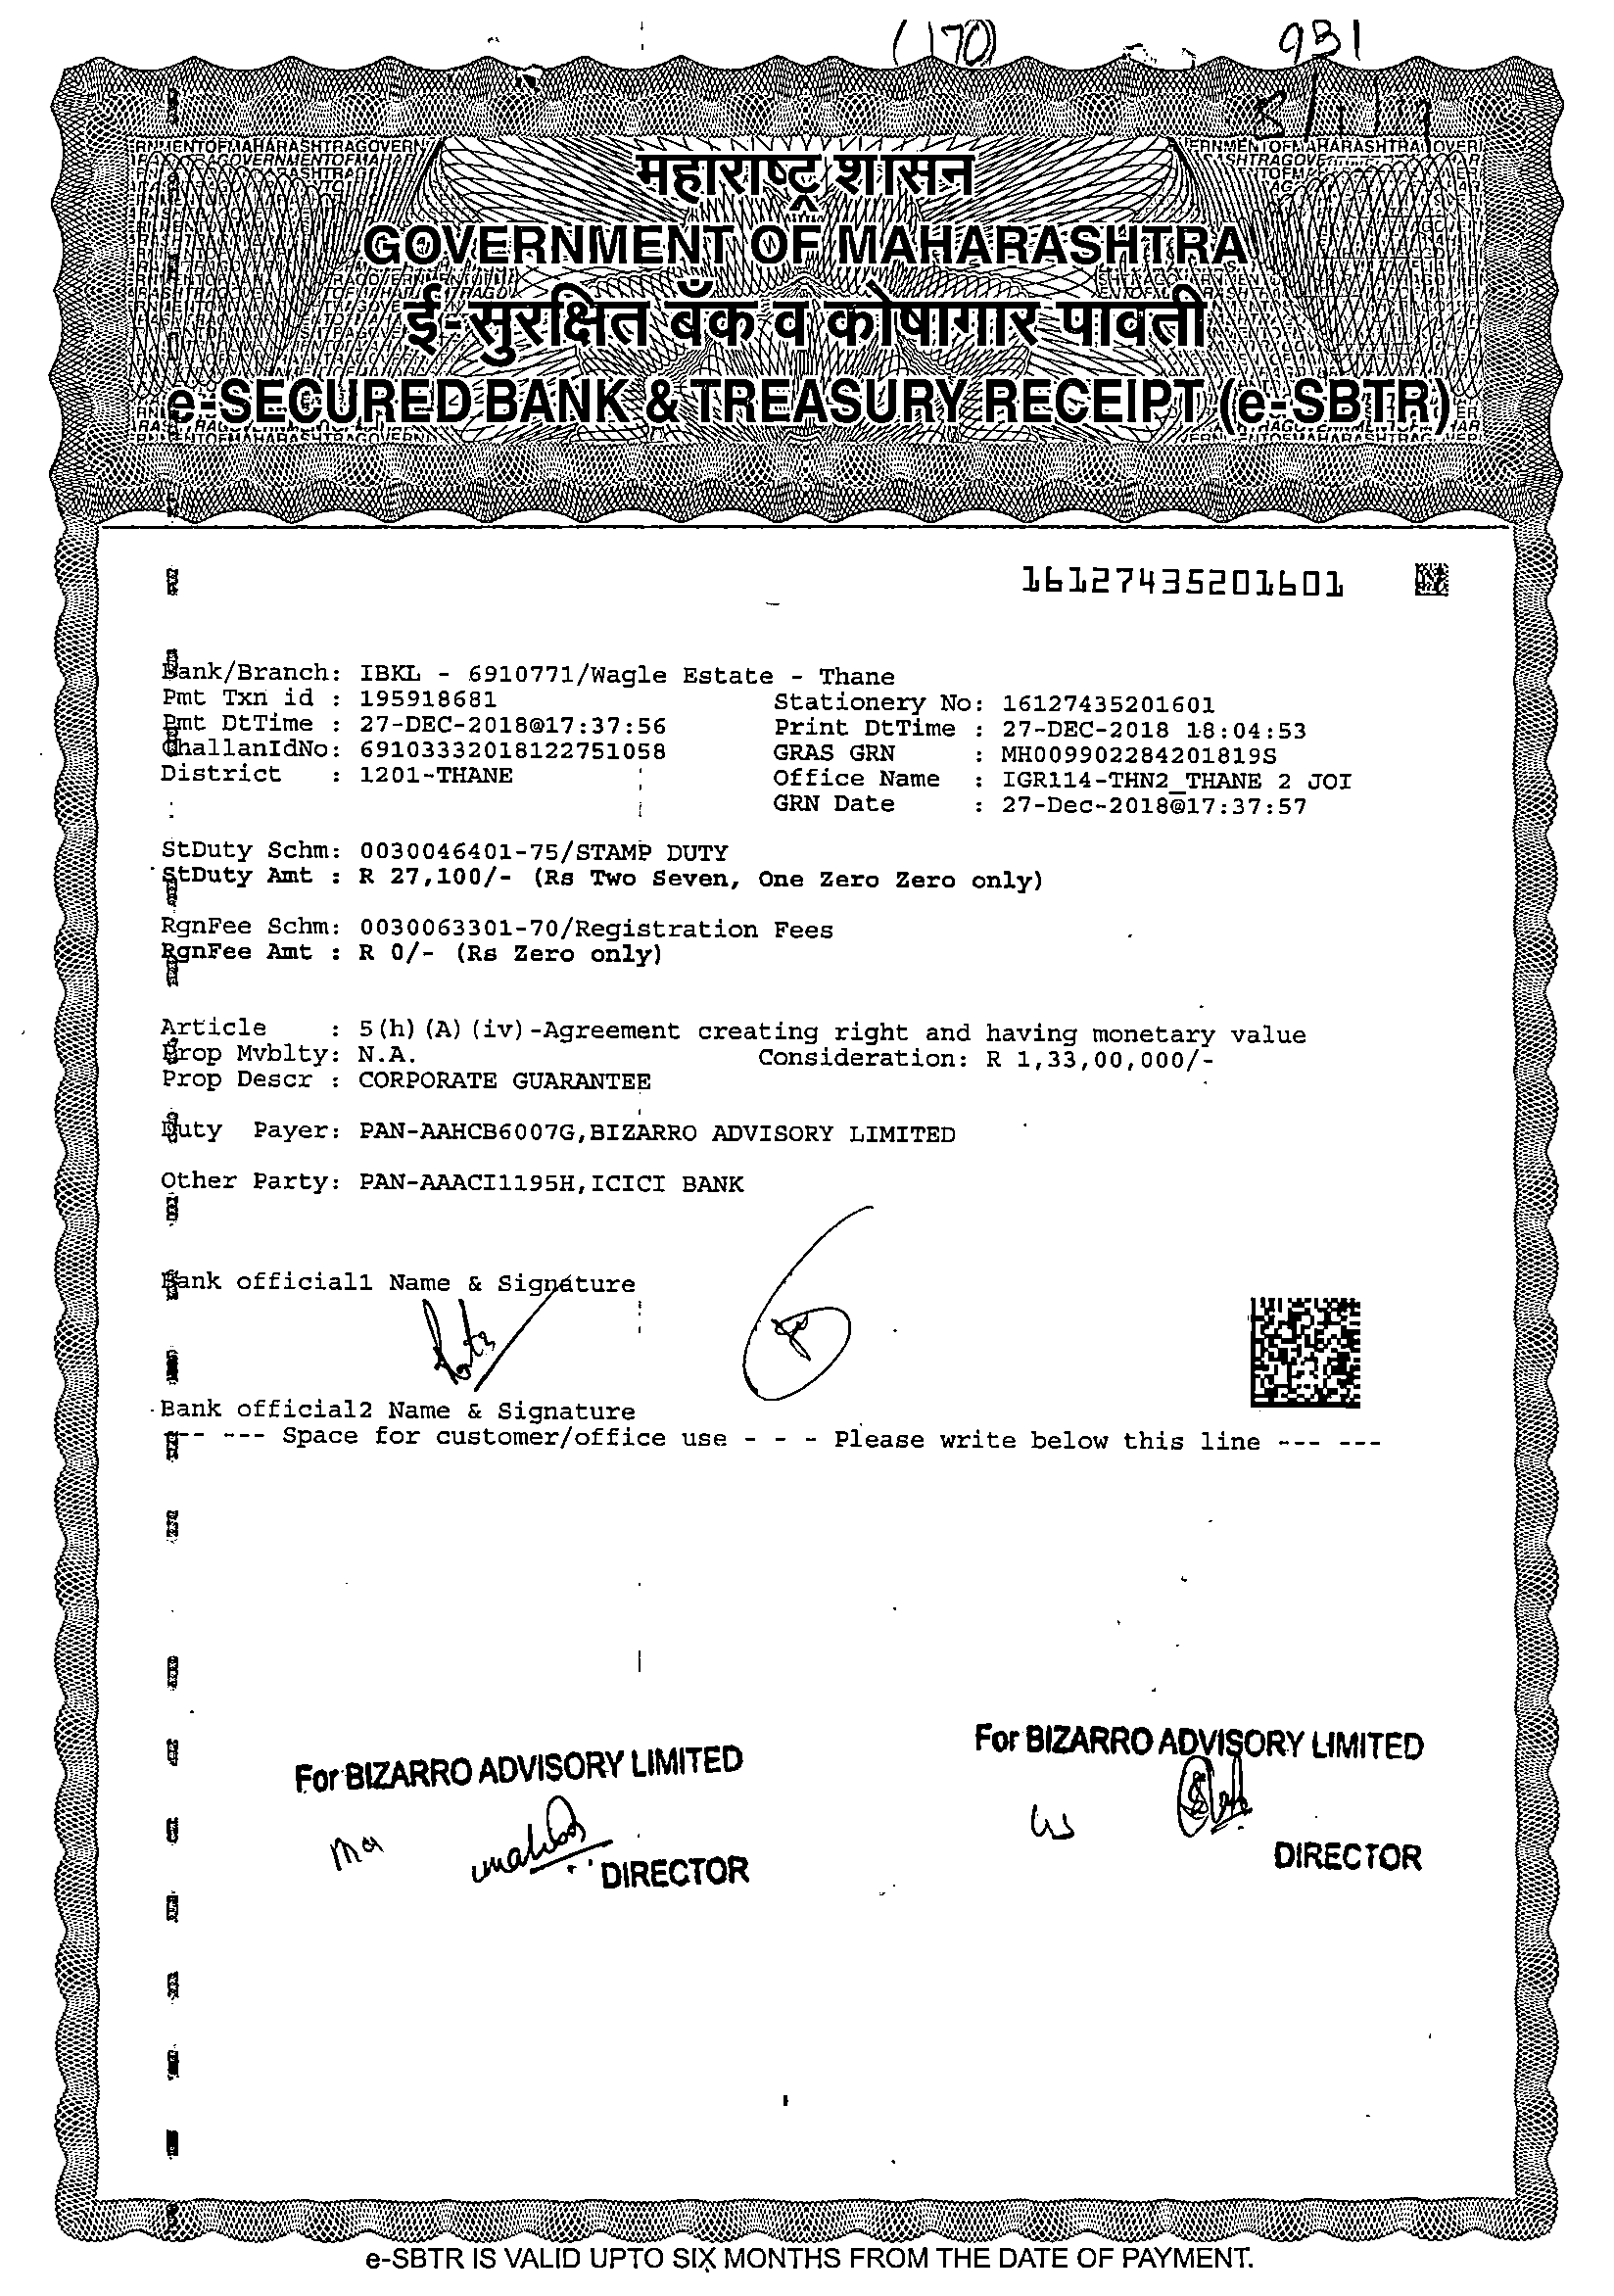 (170)
931
8/1/19
महाराष्ट्र शासन
GOVERNMENT OF MAHARASHTRA
ई-सुरक्षित बँक व कोषागार पावती
e-SECURED BANK & TREASURY RECEIPT (e-SBTR)
16127435201601
Bank/Branch: IBKL - 6910771/Wagle Estate - Thane
Pmt Txn id : 195918681 Stationery No: 16127435201601
Pmt DtTime : 27-DEC-2018@17:37:56 Print DtTime : 27-DEC-2018 18:04:53
ChallanIdNo: 69103332018122751058 GRAS GRN : MH009902284201819S
District : 1201-THANE Office Name : IGR114-THN2_THANE 2 JOI
GRN Date : 27-Dec-2018@17:37:57
StDuty Schm: 0030046401-75/STAMP DUTY
StDuty Amt : R 27,100/- (Rs Two Seven, One Zero Zero only)
RgnFee Schm: 0030063301-70/Registration Fees
RgnFee Amt : R 0/- (Rs Zero only)
Article : 5(h)(A)(iv)-Agreement creating right and having monetary value
Prop Mvblty: N.A. Consideration: R 1,33,00,000/-
Prop Descr : CORPORATE GUARANTEE
Duty Payer: PAN-AAHCB6007G,BIZARRO ADVISORY LIMITED
Other Party: PAN-AAACI1195H,ICICI BANK
Bank official1 Name & Signature
Bank official2 Name & Signature
--- --- Space for customer/office use - - - Please write below this line --- ---
For BIZARRO ADVISORY LIMITED
DIRECTOR
For BIZARRO ADVISORY LIMITED
DIRECTOR
e-SBTR IS VALID UPTO SIX MONTHS FROM THE DATE OF PAYMENT.